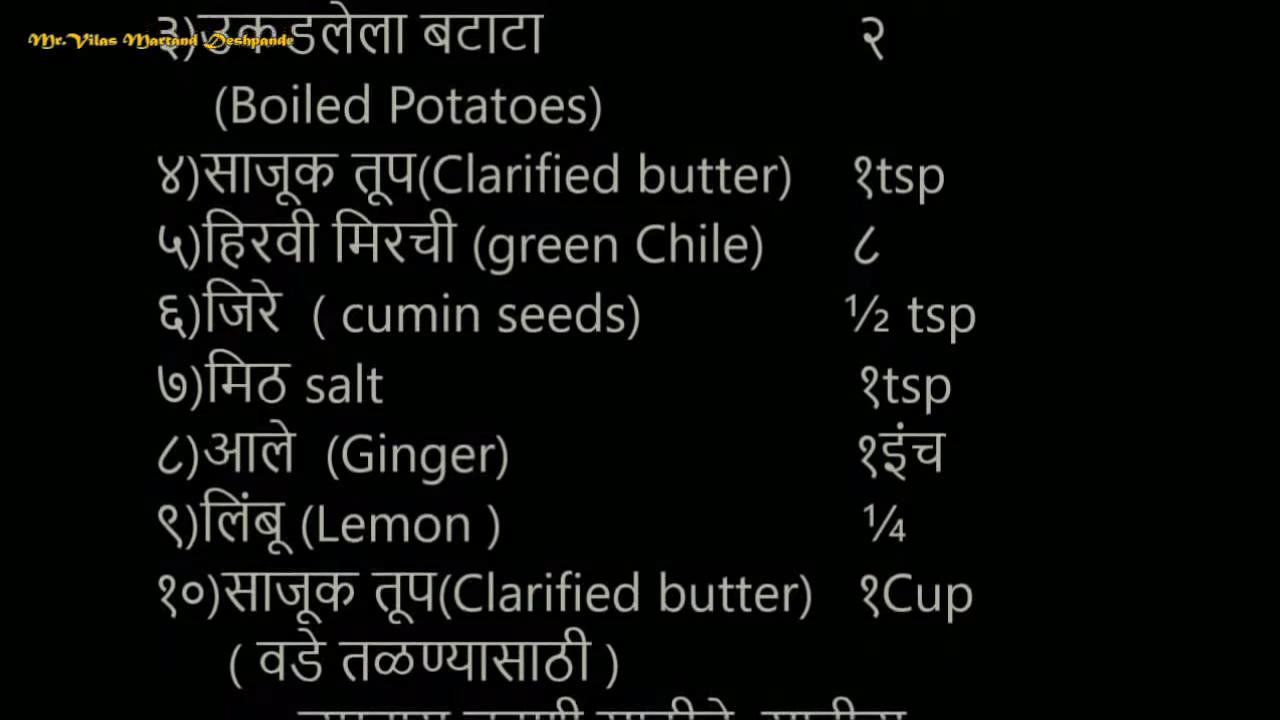 Mr.Vilas Martand Deshpande
३)उकडलेला बटाटा २
(Boiled Potatoes)
४)साजूक तूप(Clarified butter) १tsp
५)हिरवी मिरची (green Chile) ८
६)जिरे ( cumin seeds) ½ tsp
७)मिठ salt १tsp
८)आले (Ginger) १इंच
९)लिंबू (Lemon ) ¼
१०)साजूक तूप(Clarified butter) १Cup
( वडे तळण्यासाठी )